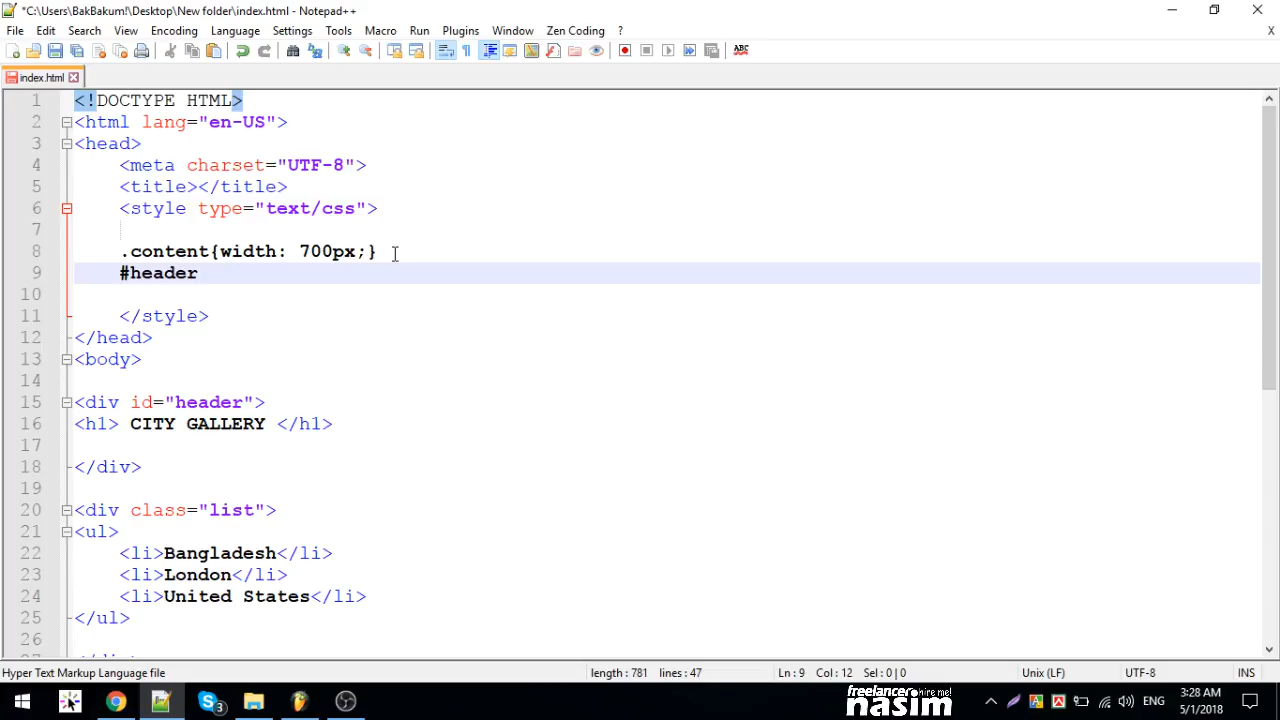 *C:\Users\BakBakum!\Desktop\New folder\index.html - Notepad++
File Edit Search View Encoding Language Settings Tools Macro Run Plugins Window Zen Coding ? X
ABC
index.html
1 <!DOCTYPE HTML>
2 <html lang="en-US">
3 <head>
4 <meta charset="UTF-8">
5 <title></title>
6 <style type="text/css">
7
8 .content{width: 700px;}
9 #header
10
11 </style>
12 </head>
13 <body>
14
15 <div id="header">
16 <h1> CITY GALLERY </h1>
17
18 </div>
19
20 <div class="list">
21 <ul>
22 <li>Bangladesh</li>
23 <li>London</li>
24 <li>United States</li>
25 </ul>
26
27 </div>
Hyper Text Markup Language file length : 781 lines : 47 Ln : 9 Col : 12 Sel : 0 | 0 Unix (LF) UTF-8 INS
freelancer hire me!
nasim
3
ENG
3:28 AM
5/1/2018